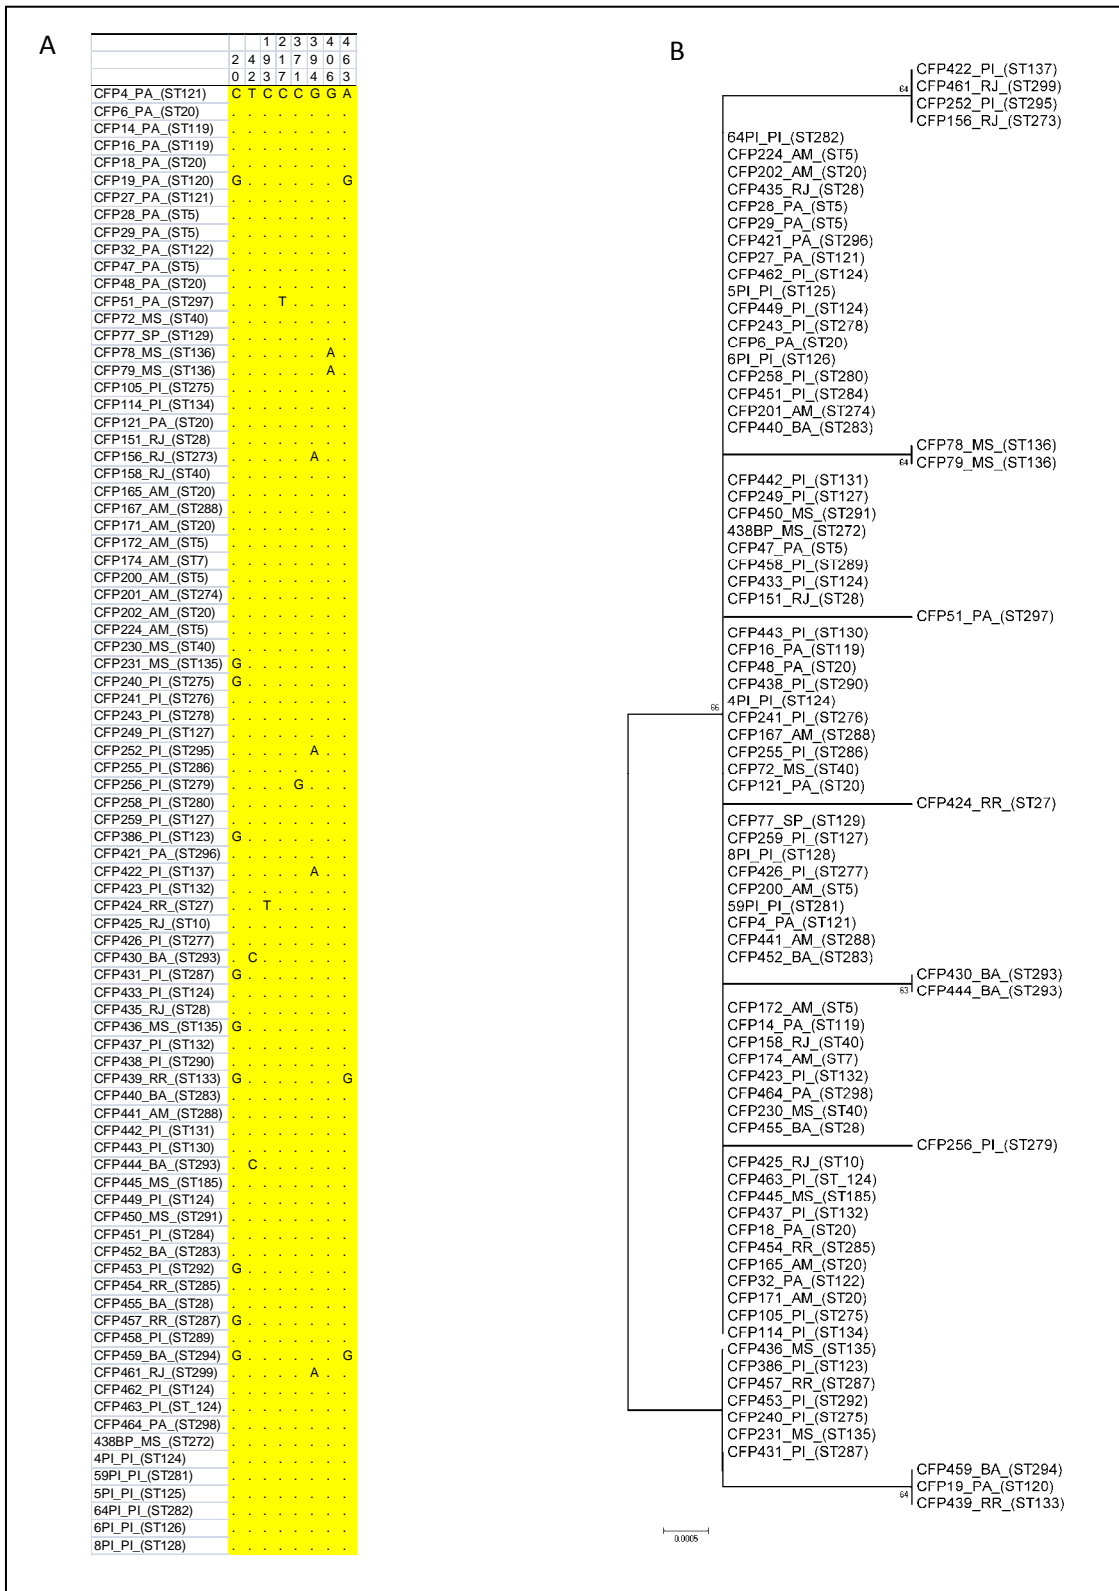 A
1 2 3 3 4 4
2 4 9 1 7 9 0 6
0 2 3 7 1 4 6 3
CFP4_PA_(ST121) C T C C C G G A
CFP6_PA_(ST20) . . . . . . . .
CFP14_PA_(ST119) . . . . . . . .
CFP16_PA_(ST119) . . . . . . . .
CFP18_PA_(ST20) . . . . . . . .
CFP19_PA_(ST120) G . . . . . . G
CFP27_PA_(ST121) . . . . . . . .
CFP28_PA_(ST5) . . . . . . . .
CFP29_PA_(ST5) . . . . . . . .
CFP32_PA_(ST122) . . . . . . . .
CFP47_PA_(ST5) . . . . . . . .
CFP48_PA_(ST20) . . . . . . . .
CFP51_PA_(ST297) . . . T . . . .
CFP72_MS_(ST40) . . . . . . . .
CFP77_SP_(ST129) . . . . . . . .
CFP78_MS_(ST136) . . . . . . A .
CFP79_MS_(ST136) . . . . . . A .
CFP105_PI_(ST275) . . . . . . . .
CFP114_PI_(ST134) . . . . . . . .
CFP121_PA_(ST20) . . . . . . . .
CFP151_RJ_(ST28) . . . . . . . .
CFP156_RJ_(ST273) . . . . . A . .
CFP158_RJ_(ST40) . . . . . . . .
CFP165_AM_(ST20) . . . . . . . .
CFP167_AM_(ST288) . . . . . . . .
CFP171_AM_(ST20) . . . . . . . .
CFP172_AM_(ST5) . . . . . . . .
CFP174_AM_(ST7) . . . . . . . .
CFP200_AM_(ST5) . . . . . . . .
CFP201_AM_(ST274) . . . . . . . .
CFP202_AM_(ST20) . . . . . . . .
CFP224_AM_(ST5) . . . . . . . .
CFP230_MS_(ST40) . . . . . . . .
CFP231_MS_(ST135) G . . . . . . .
CFP240_PI_(ST275) G . . . . . . .
CFP241_PI_(ST276) . . . . . . . .
CFP243_PI_(ST278) . . . . . . . .
CFP249_PI_(ST127) . . . . . . . .
CFP252_PI_(ST295) . . . . . A . .
CFP255_PI_(ST286) . . . . . . . .
CFP256_PI_(ST279) . . . . G . . .
CFP258_PI_(ST280) . . . . . . . .
CFP259_PI_(ST127) . . . . . . . .
CFP386_PI_(ST123) G . . . . . . .
CFP421_PA_(ST296) . . . . . . . .
CFP422_PI_(ST137) . . . . . A . .
CFP423_PI_(ST132) . . . . . . . .
CFP424_RR_(ST27) . . T . . . . .
CFP425_RJ_(ST10) . . . . . . . .
CFP426_PI_(ST277) . . . . . . . .
CFP430_BA_(ST293) . C . . . . . .
CFP431_PI_(ST287) G . . . . . . .
CFP433_PI_(ST124) . . . . . . . .
CFP435_RJ_(ST28) . . . . . . . .
CFP436_MS_(ST135) G . . . . . . .
CFP437_PI_(ST132) . . . . . . . .
CFP438_PI_(ST290) . . . . . . . .
CFP439_RR_(ST133) G . . . . . . G
CFP440_BA_(ST283) . . . . . . . .
CFP441_AM_(ST288) . . . . . . . .
CFP442_PI_(ST131) . . . . . . . .
CFP443_PI_(ST130) . . . . . . . .
CFP444_BA_(ST293) . C . . . . . .
CFP445_MS_(ST185) . . . . . . . .
CFP449_PI_(ST124) . . . . . . . .
CFP450_MS_(ST291) . . . . . . . .
CFP451_PI_(ST284) . . . . . . . .
CFP452_BA_(ST283) . . . . . . . .
CFP453_PI_(ST292) G . . . . . . .
CFP454_RR_(ST285) . . . . . . . .
CFP455_BA_(ST28) . . . . . . . .
CFP457_RR_(ST287) G . . . . . . .
CFP458_PI_(ST289) . . . . . . . .
CFP459_BA_(ST294) G . . . . . . G
CFP461_RJ_(ST299) . . . . . A . .
CFP462_PI_(ST124) . . . . . . . .
CFP463_PI_(ST_124) . . . . . . . .
CFP464_PA_(ST298) . . . . . . . .
438BP_MS_(ST272) . . . . . . . .
4PI_PI_(ST124) . . . . . . . .
59PI_PI_(ST281) . . . . . . . .
5PI_PI_(ST125) . . . . . . . .
64PI_PI_(ST282) . . . . . . . .
6PI_PI_(ST126) . . . . . . . .
8PI_PI_(ST128) . . . . . . . .
B
CFP422_PI_(ST137)
64 CFP461_RJ_(ST299)
CFP252_PI_(ST295)
CFP156_RJ_(ST273)
64PI_PI_(ST282)
CFP224_AM_(ST5)
CFP202_AM_(ST20)
CFP435_RJ_(ST28)
CFP28_PA_(ST5)
CFP29_PA_(ST5)
CFP421_PA_(ST296)
CFP27_PA_(ST121)
CFP462_PI_(ST124)
5PI_PI_(ST125)
CFP449_PI_(ST124)
CFP243_PI_(ST278)
CFP6_PA_(ST20)
6PI_PI_(ST126)
CFP258_PI_(ST280)
CFP451_PI_(ST284)
CFP201_AM_(ST274)
CFP440_BA_(ST283)
CFP78_MS_(ST136)
64 CFP79_MS_(ST136)
CFP442_PI_(ST131)
CFP249_PI_(ST127)
CFP450_MS_(ST291)
438BP_MS_(ST272)
CFP47_PA_(ST5)
CFP458_PI_(ST289)
CFP433_PI_(ST124)
CFP151_RJ_(ST28)
CFP51_PA_(ST297)
CFP443_PI_(ST130)
CFP16_PA_(ST119)
CFP48_PA_(ST20)
CFP438_PI_(ST290)
4PI_PI_(ST124)
66
CFP241_PI_(ST276)
CFP167_AM_(ST288)
CFP255_PI_(ST286)
CFP72_MS_(ST40)
CFP121_PA_(ST20)
CFP424_RR_(ST27)
CFP77_SP_(ST129)
CFP259_PI_(ST127)
8PI_PI_(ST128)
CFP426_PI_(ST277)
CFP200_AM_(ST5)
59PI_PI_(ST281)
CFP4_PA_(ST121)
CFP441_AM_(ST288)
CFP452_BA_(ST283)
CFP430_BA_(ST293)
63 CFP444_BA_(ST293)
CFP172_AM_(ST5)
CFP14_PA_(ST119)
CFP158_RJ_(ST40)
CFP174_AM_(ST7)
CFP423_PI_(ST132)
CFP464_PA_(ST298)
CFP230_MS_(ST40)
CFP455_BA_(ST28)
CFP256_PI_(ST279)
CFP425_RJ_(ST10)
CFP463_PI_(ST_124)
CFP445_MS_(ST185)
CFP437_PI_(ST132)
CFP18_PA_(ST20)
CFP454_RR_(ST285)
CFP165_AM_(ST20)
CFP32_PA_(ST122)
CFP171_AM_(ST20)
CFP105_PI_(ST275)
CFP114_PI_(ST134)
CFP436_MS_(ST135)
CFP386_PI_(ST123)
CFP457_RR_(ST287)
CFP453_PI_(ST292)
CFP240_PI_(ST275)
CFP231_MS_(ST135)
CFP431_PI_(ST287)
CFP459_BA_(ST294)
CFP19_PA_(ST120)
64 CFP439_RR_(ST133)
0.0005